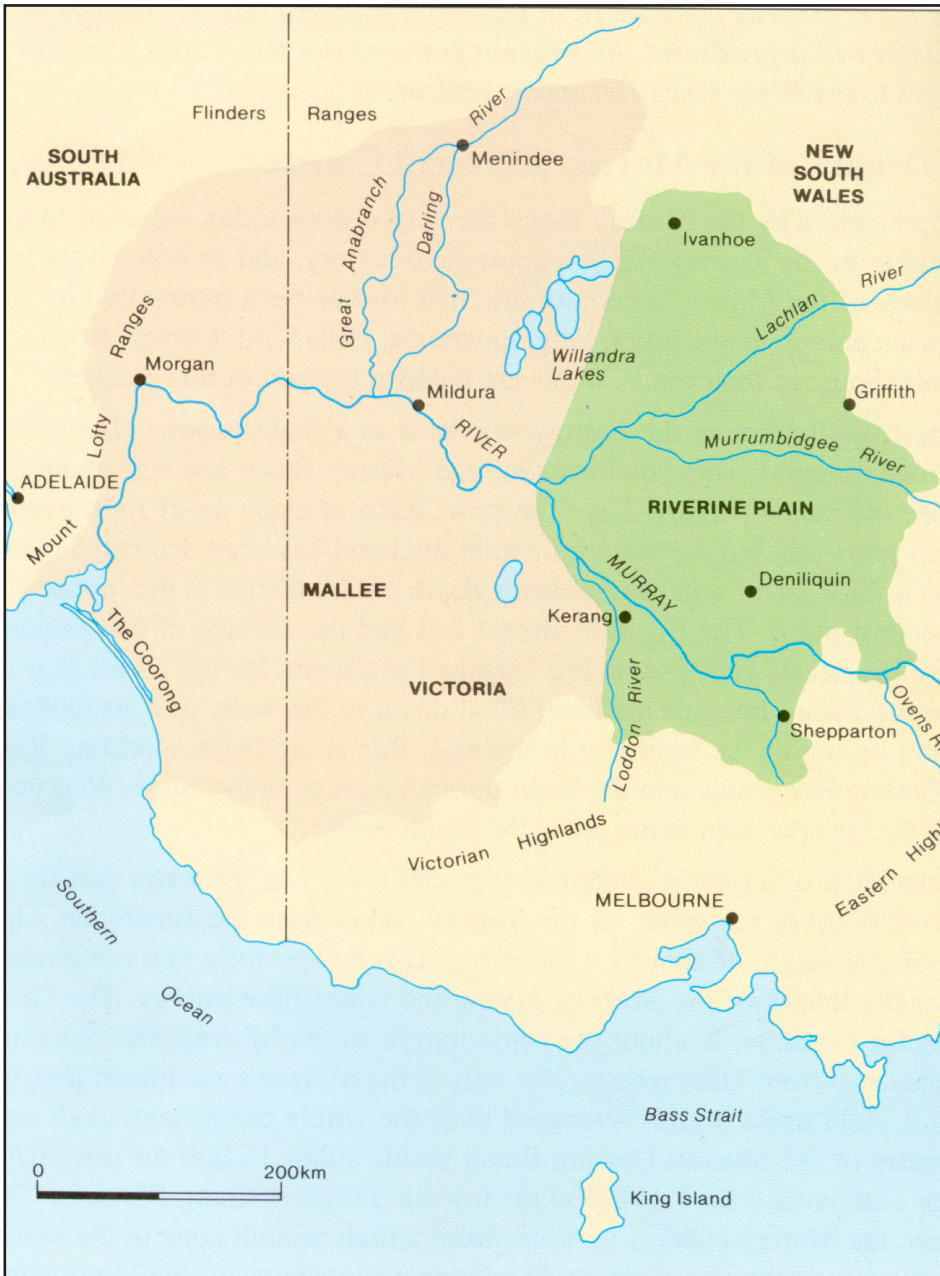 Flinders Ranges
SOUTH
AUSTRALIA
River
Menindee
NEW
SOUTH
WALES
Great Anabranch
Darling
Ivanhoe
Lachlan River
Willandra
Lakes
Mount Lofty Ranges
Morgan
Mildura
RIVER
Griffith
Murrumbidgee River
ADELAIDE
RIVERINE PLAIN
MALLEE
MURRAY
Deniliquin
Kerang
The Coorong
VICTORIA
Loddon River
Shepparton
Ovens
Victorian Highlands
Eastern
MELBOURNE
Southern
Ocean
Bass Strait
0 200km
King Island